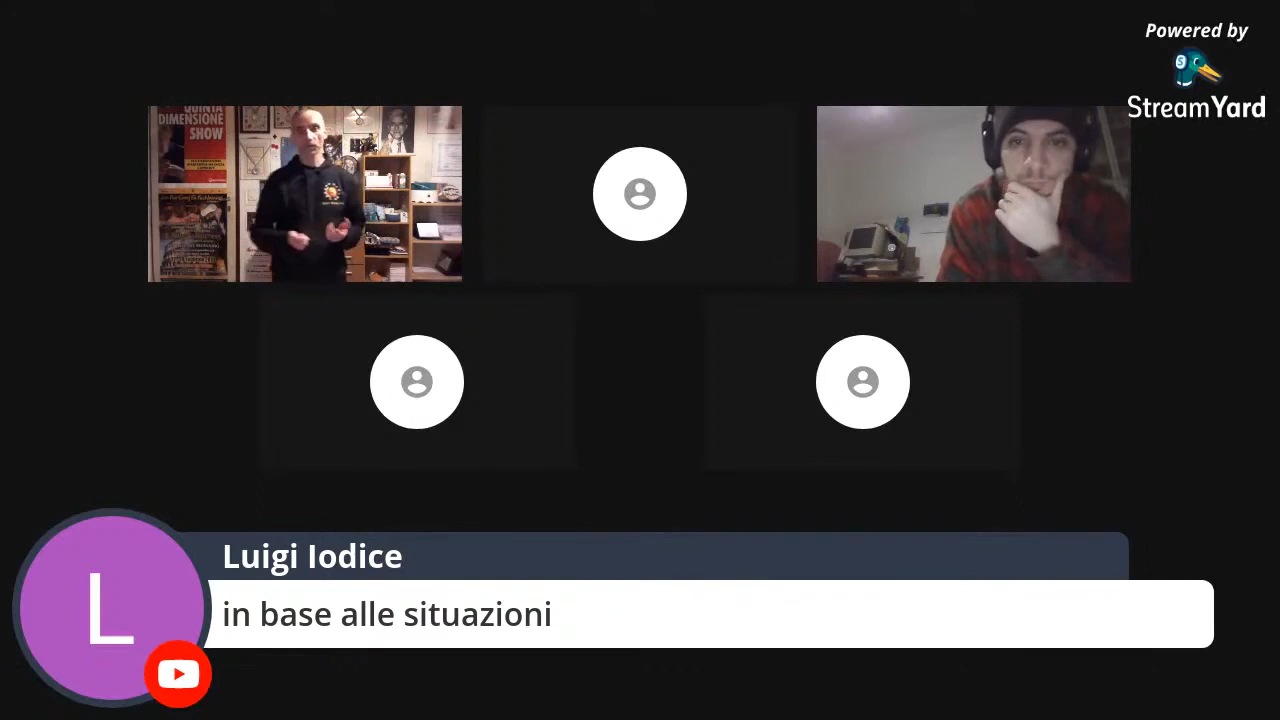 Powered by
StreamYard
QUINTA
DIMENSIONE
SHOW
Luigi Iodice
in base alle situazioni
L